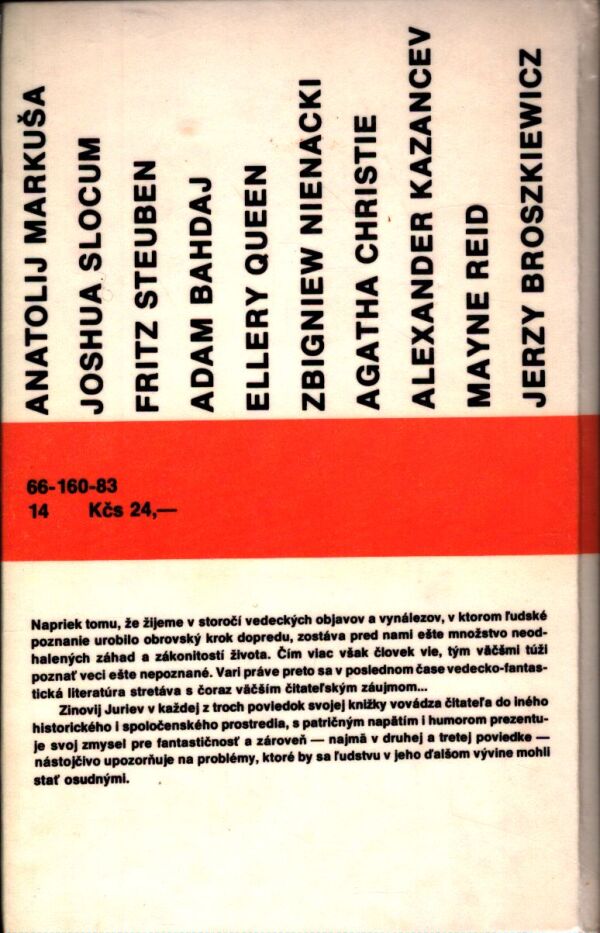 ANATOLIJ MARKUŠA
JOSHUA SLOCUM
FRITZ STEUBEN
ADAM BAHDAJ
ELLERY QUEEN
ZBIGNIEW NIENACKI
AGATHA CHRISTIE
ALEXANDER KAZANCEV
MAYNE REID
JERZY BROSZKIEWICZ
66-160-83
14 Kčs 24,—
Napriek tomu, že žijeme v storočí vedeckých objavov a vynálezov, v ktorom ľudské
poznanie urobilo obrovský krok dopredu, zostáva pred nami ešte množstvo neod-
halených záhad a zákonitostí života. Čím viac však človek vie, tým väčšmi túži
poznať veci ešte nepoznané. Vari práve preto sa v poslednom čase vedecko-fantas-
tická literatúra stretáva s čoraz väčším čitateľským záujmom...
Zinovij Juriev v každej z troch poviedok svojej knižky vovádza čitateľa do iného
historického i spoločenského prostredia, s patričným napätím i humorom prezentu-
je svoj zmysel pre fantastičnosť a zároveň — najmä v druhej a tretej poviedke —
nástojčivo upozorňuje na problémy, ktoré by sa ľudstvu v jeho ďalšom vývine mohli
stať osudnými.